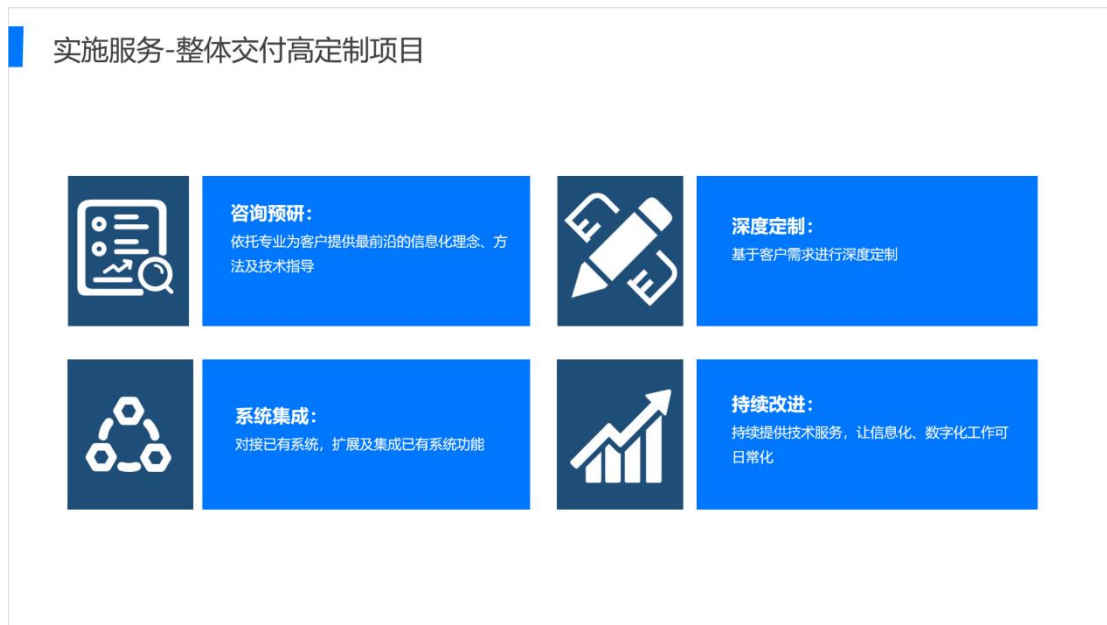 实施服务-整体交付高定制项目
咨询预研：
依托专业为客户提供最前沿的信息化理念、方
法及技术指导
深度定制：
基于客户需求进行深度定制
系统集成：
对接已有系统，扩展及集成已有系统功能
持续改进：
持续提供技术服务，让信息化、数字化工作可
日常化